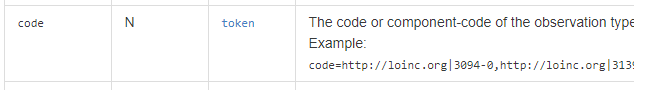 code N token The code or component-code of the observation type
Example:
code=http://loinc.org|3094-0,http://loinc.org|313